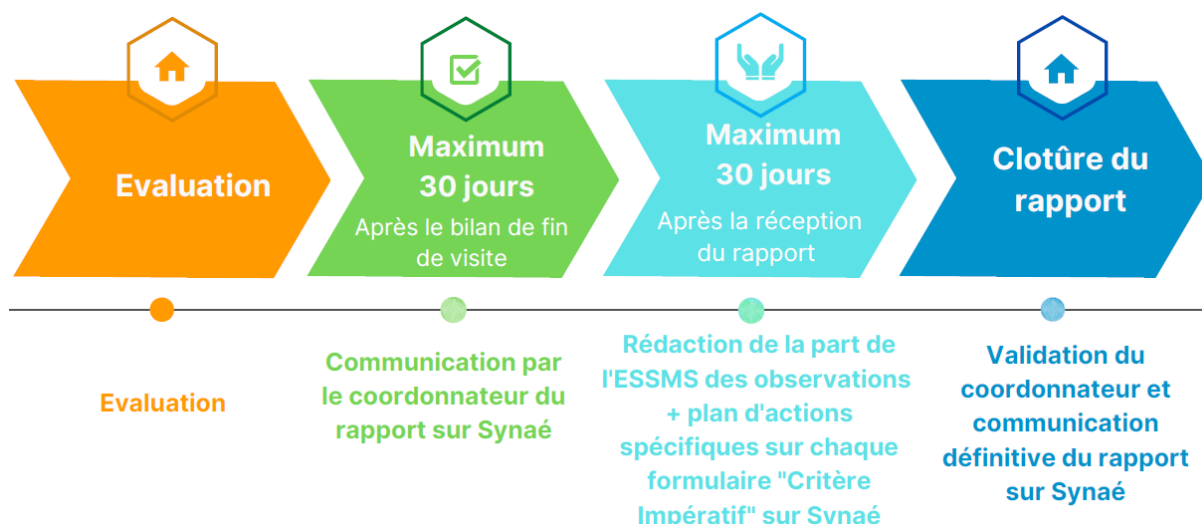 Evaluation
Maximum
30 jours
Après le bilan de fin
de visite
Maximum
30 jours
Après la réception
du rapport
Clotûre du
rapport
Evaluation
Communication par
le coordonnateur du
rapport sur Synaé
Rédaction de la part de
l'ESSMS des observations
+ plan d'actions
spécifiques sur chaque
formulaire "Critère
Impératif" sur Synaé
Validation du
coordonnateur et
communication
définitive du rapport
sur Synaé